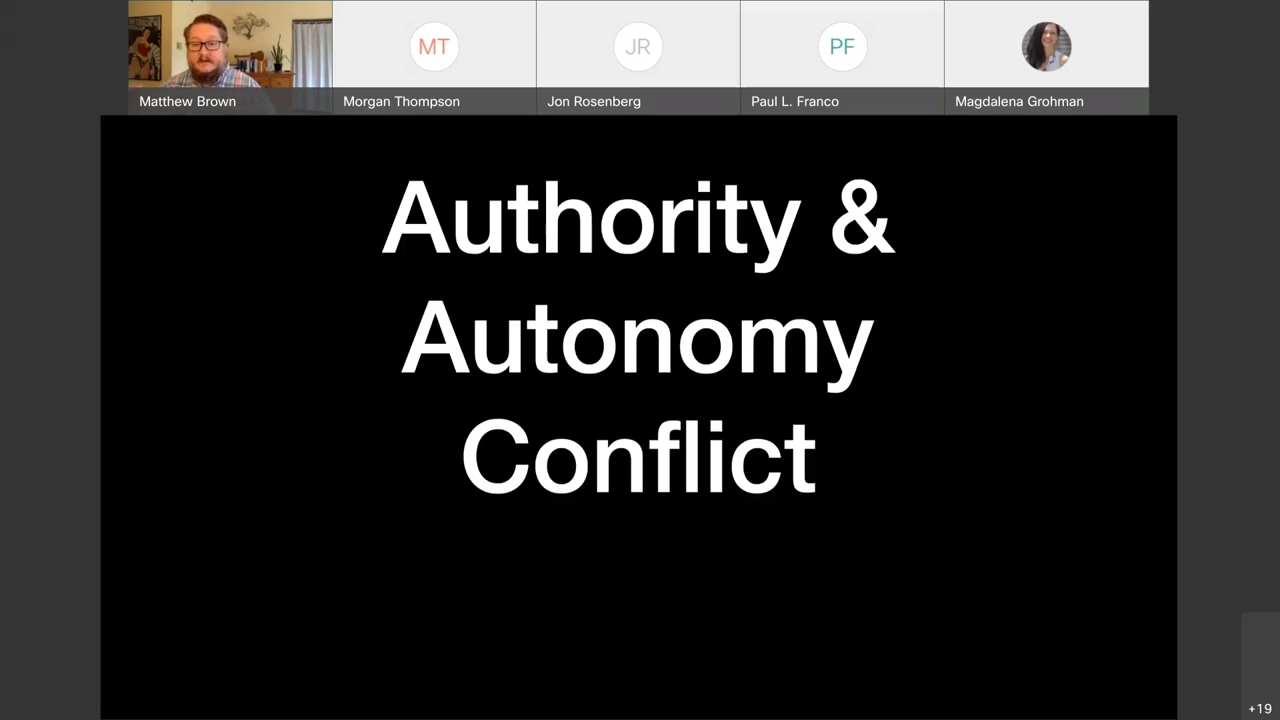 MT
JR
PF
Matthew Brown
Morgan Thompson
Jon Rosenberg
Paul L. Franco
Magdalena Grohman
Authority &
Autonomy
Conflict
+19